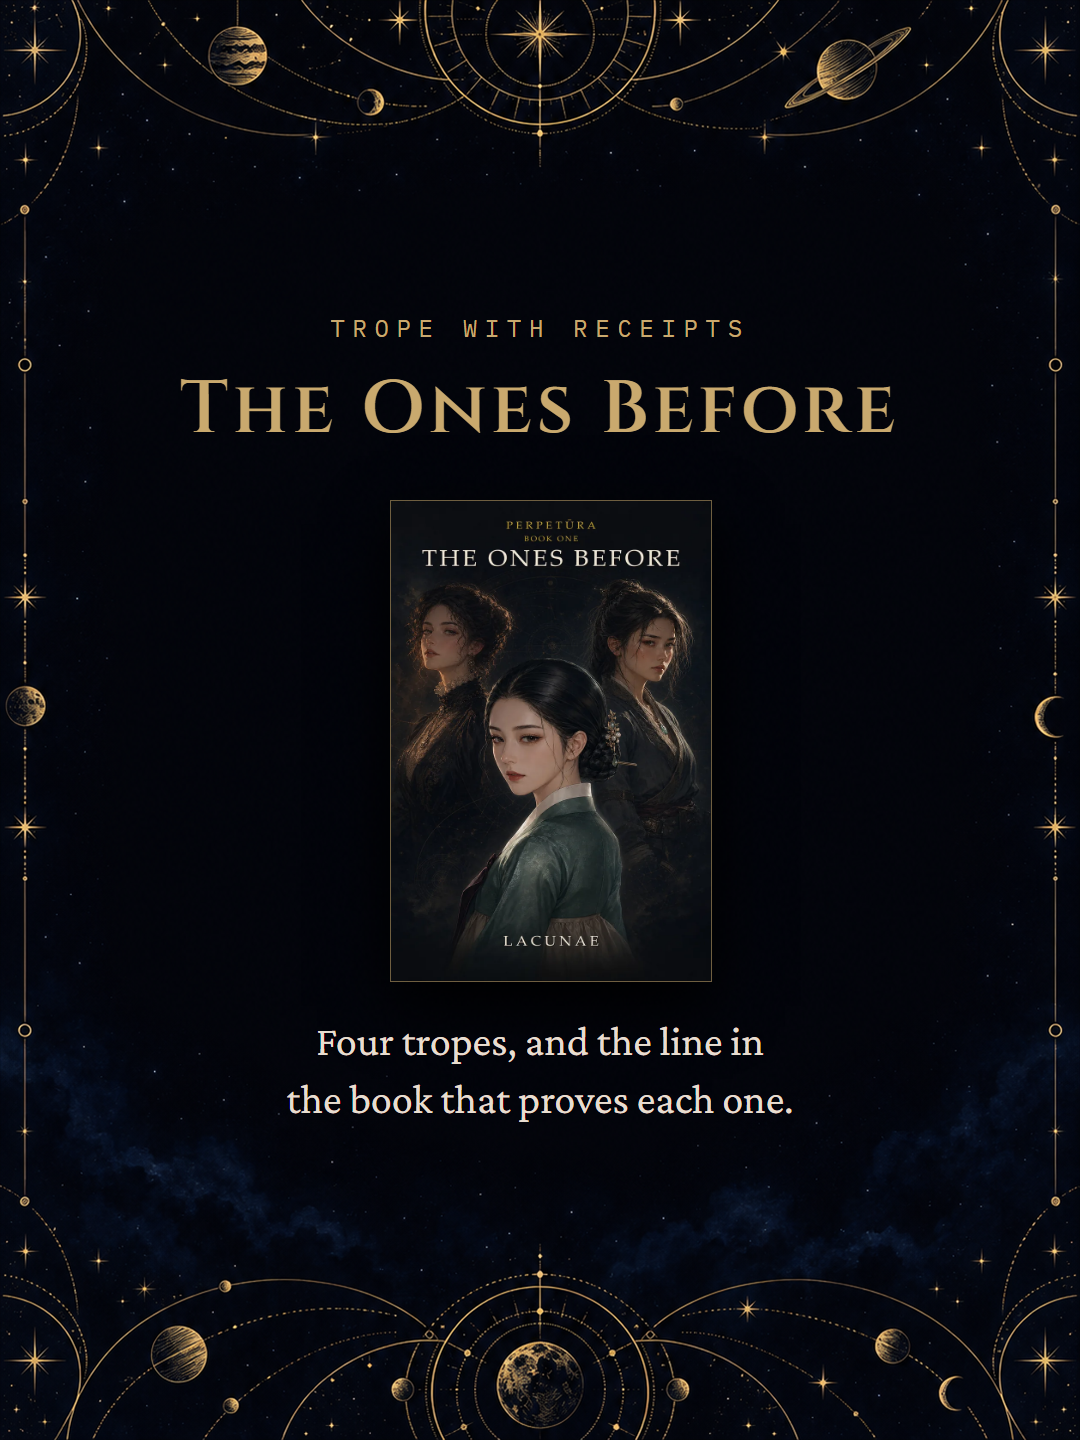 TROPE WITH RECEIPTS
THE ONES BEFORE
PERPETŪRA
BOOK ONE
THE ONES BEFORE
LACUNAE
Four tropes, and the line in
the book that proves each one.